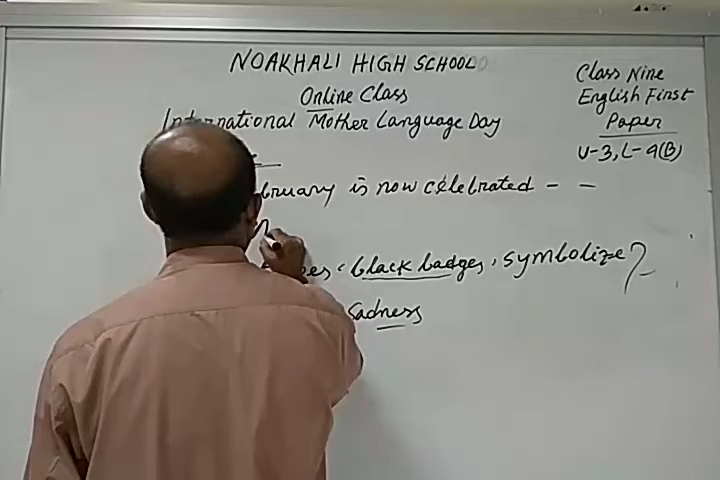 NOAKHALI HIGH SCHOOL
Online Class
International Mother Language Day
Class Nine
English First
Paper
U-3, L-4(B)
bruary is now celebrated - -
es 'black badges, symbolize?
Sadness